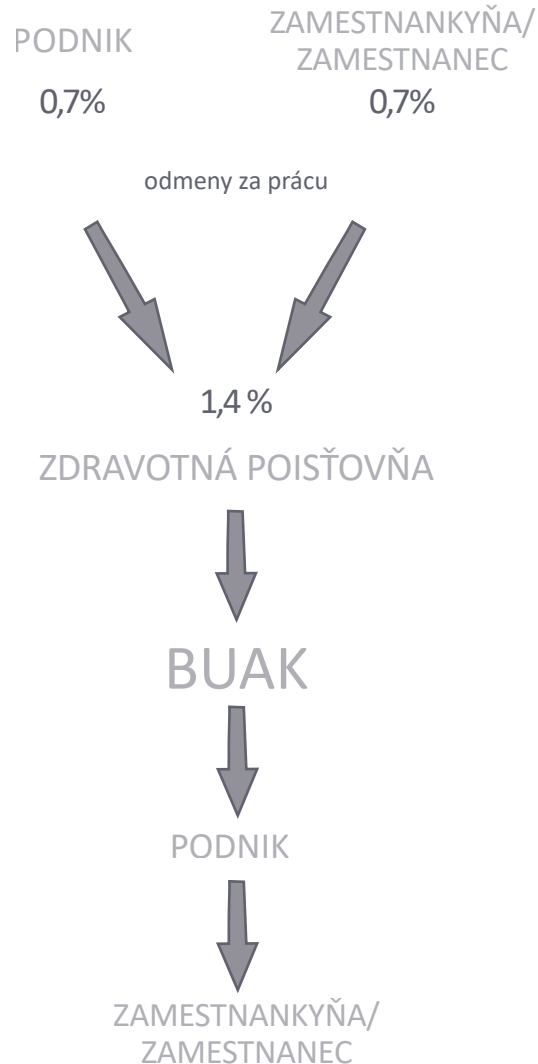 PODNIK
ZAMESTNANKYŇA/
ZAMESTNANEC
0,7%
0,7%
odmeny za prácu
1,4 %
ZDRAVOTNÁ POISŤOVŇA
BUAK
PODNIK
ZAMESTNANKYŇA/
ZAMESTNANEC